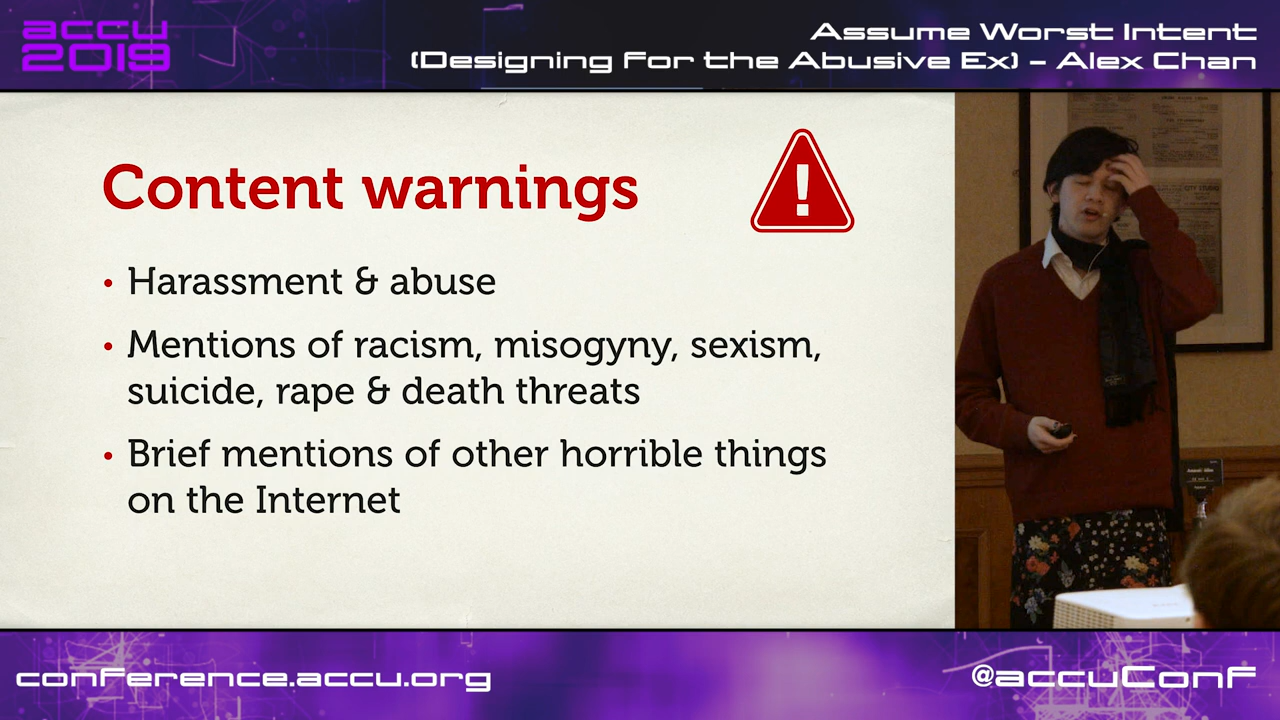 accu
2019
Assume Worst Intent
(Designing For the Abusive Ex) - Alex Chan
Content warnings
!
• Harassment & abuse
• Mentions of racism, misogyny, sexism,
suicide, rape & death threats
• Brief mentions of other horrible things
on the Internet
CITY STUDIO
conference.accu.org
@accuConf